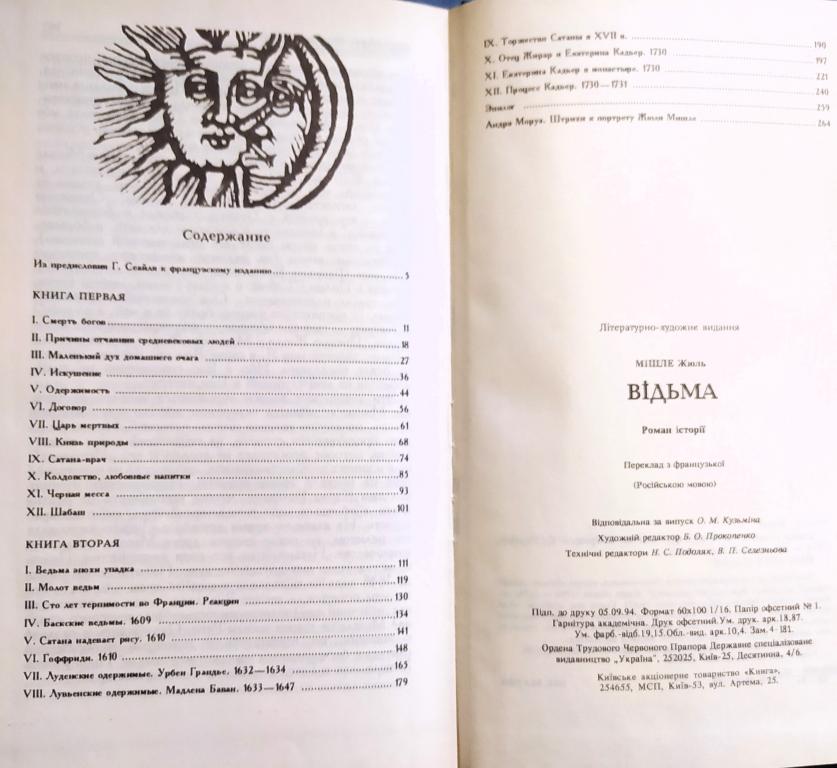 Содержание
Из предисловия Г. Сеайля к французскому изданию 5
КНИГА ПЕРВАЯ
I. Смерть богов 11
II. Причины отчаяния средневековых людей 18
III. Маленький дух домашнего очага 27
IV. Искушение 36
V. Одержимость 44
VI. Договор 56
VII. Царь мертвых 61
VIII. Князь природы 68
IX. Сатана-врач 74
X. Колдовство, любовные напитки 85
XI. Черная месса 93
XII. Шабаш 101
КНИГА ВТОРАЯ
I. Ведьма эпохи упадка 111
II. Молот ведьм 119
III. Сто лет терпимости во Франции. Реакция 130
IV. Баскские ведьмы. 1609 134
V. Сатана надевает рясу. 1610 141
VI. Гоффриди. 1610 148
VII. Луденские одержимые. Урбен Грандье. 1632—1634 165
VIII. Лувьенские одержимые. Мадлена Баван. 1633—1647 179
IX. Торжество Сатаны в XVII в. 190
X. Отец Жирар и Екатерина Кадьер. 1730 197
XI. Екатерина Кадьер в монастыре. 1730 221
XII. Процесс Кадьер. 1730—1731 240
Эпилог 259
Андре Моруа. Штрихи к портрету Жюля Мишле 264
Літературно-художнє видання
МІШЛЕ Жюль
ВІДЬМА
Роман історії
Переклад з французької
(Російською мовою)
Відповідальна за випуск О. М. Кузьміна
Художній редактор Б. О. Прокопенко
Технічні редактори Н. С. Подоляк, В. П. Селезньова
Підп. до друку 05.09.94. Формат 60х100 1/16. Папір офсетний № 1.
Гарнітура академічна. Друк офсетний. Ум. друк. арк. 18,87.
Ум. фарб.-відб. 19,15. Обл.-вид. арк. 10,4. Зам. 4-181.
Ордена Трудового Червоного Прапора Державне спеціалізоване
видавництво „Україна", 252025, Київ-25, Десятинна, 4/6.
Київське акціонерне товариство «Книга»,
254655, МСП, Київ-53, вул. Артема, 25.